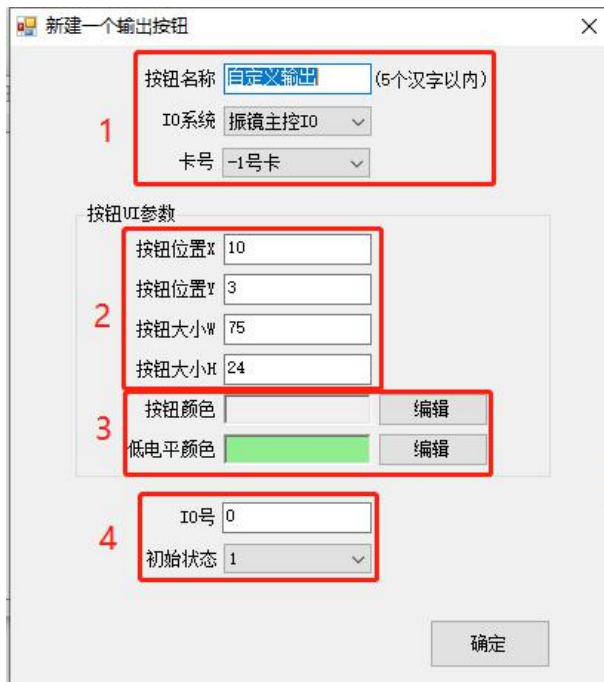 新建一个输出按钮
按钮名称 自定义输出 (5个汉字以内)
1
IO系统 振镜主控IO
卡号 -1号卡
按钮UI参数
按钮位置X 10
按钮位置Y 3
2
按钮大小W 75
按钮大小H 24
按钮颜色 编辑
3
低电平颜色 编辑
IO号 0
4
初始状态 1
确定